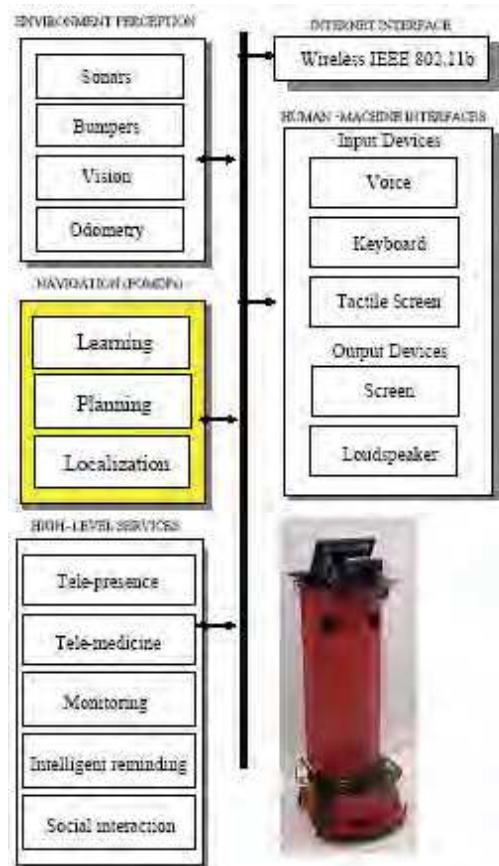 ENVIRONMENT PERCEPTION
Sonars
Bumpers
Vision
Odometry
NAVIGATION (POMDPs)
Learning
Planning
Localization
HIGH-LEVEL SERVICES
Tele-presence
Tele-medicine
Monitoring
Intelligent reminding
Social interaction
INTERNET INTERFACE
Wireless IEEE 802.11b
HUMAN-MACHINE INTERFACES
Input Devices
Voice
Keyboard
Tactile Screen
Output Devices
Screen
Loudspeaker